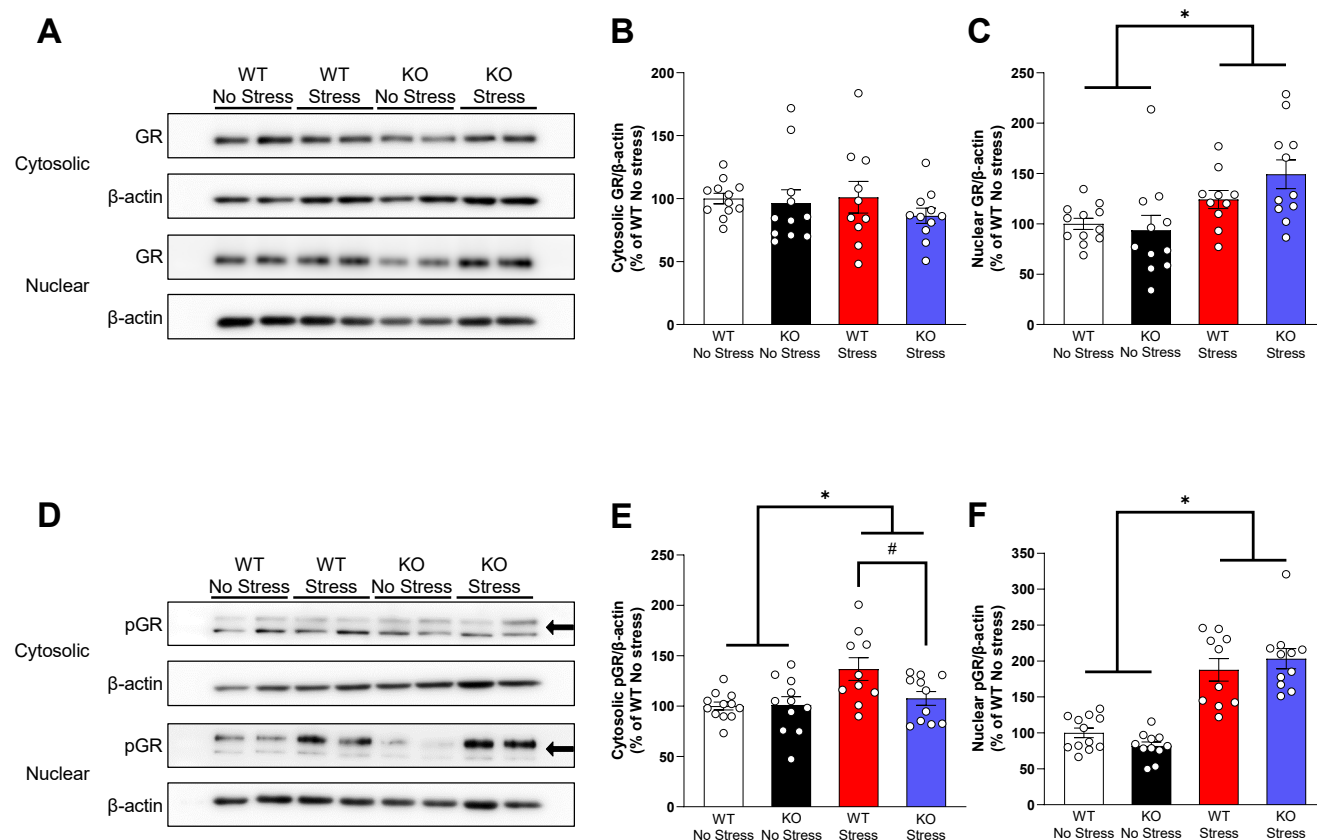 A
WT
No Stress
WT
Stress
KO
No Stress
KO
Stress
Cytosolic
GR
β-actin
Nuclear
GR
β-actin
B
Cytosolic GR/β-actin
(% of WT No stress)
200
150
100
50
0
WT
No Stress
KO
No Stress
WT
Stress
KO
Stress
C
*
Nuclear GR/β-actin
(% of WT No stress)
250
200
150
100
50
0
WT
No Stress
KO
No Stress
WT
Stress
KO
Stress
D
WT
No Stress
WT
Stress
KO
No Stress
KO
Stress
Cytosolic
pGR
β-actin
Nuclear
pGR
β-actin
E
*
#
Cytosolic pGR/β-actin
(% of WT No stress)
250
200
150
100
50
0
WT
No Stress
KO
No Stress
WT
Stress
KO
Stress
F
*
Nuclear pGR/β-actin
(% of WT No stress)
350
300
250
200
150
100
50
0
WT
No Stress
KO
No Stress
WT
Stress
KO
Stress